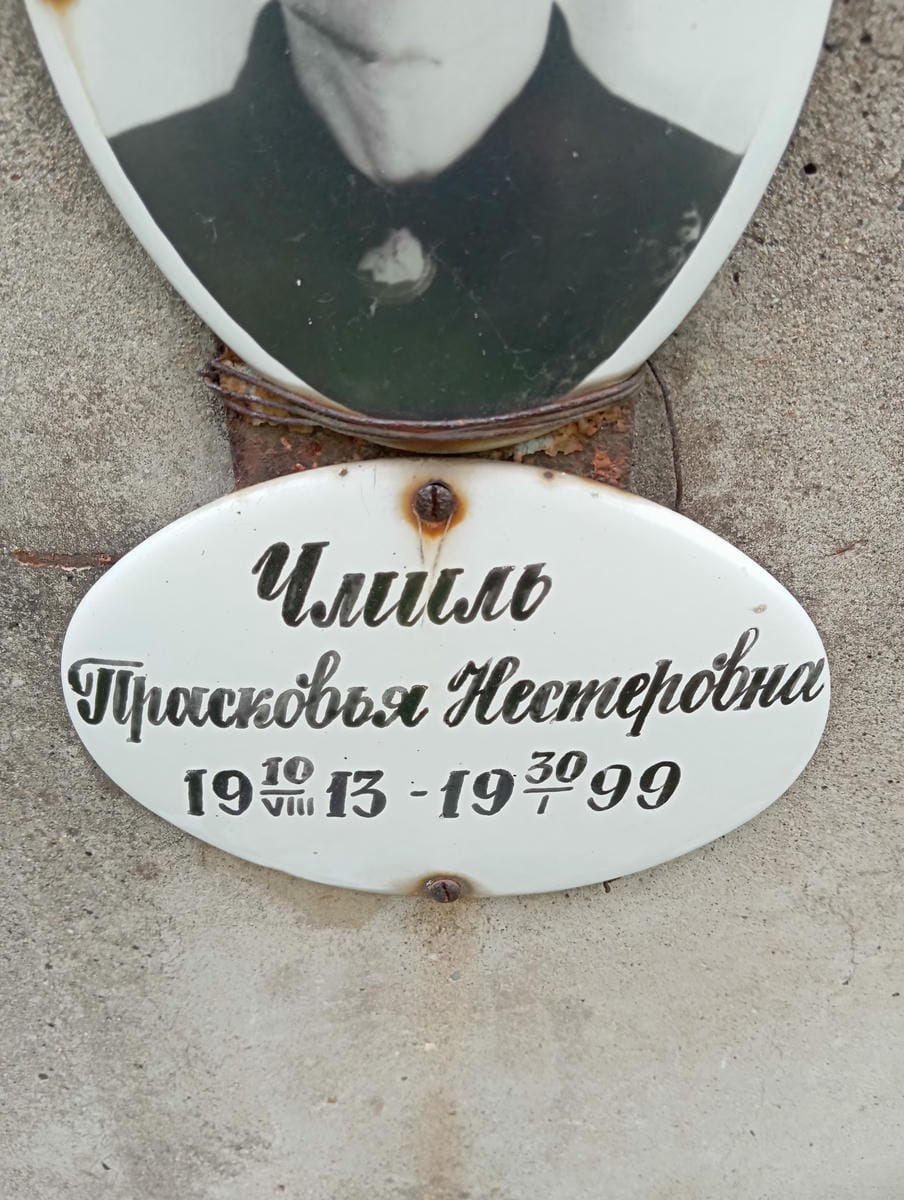 Чмиль
Прасковья Нестеровна
19 10/VIII 13 - 19 30/I 99